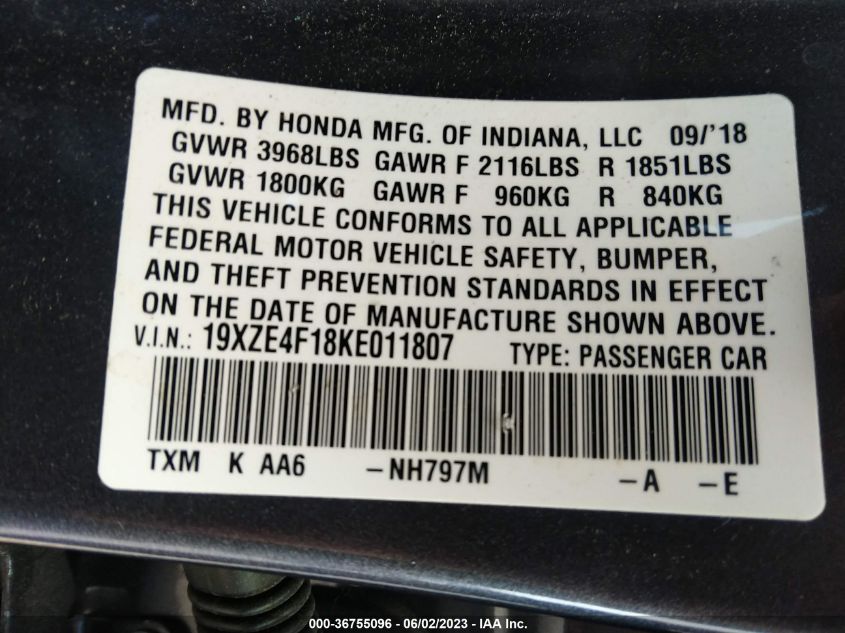 MFD. BY HONDA MFG. OF INDIANA, LLC 09/'18
GVWR 3968LBS GAWR F 2116LBS R 1851LBS
GVWR 1800KG GAWR F 960KG R 840KG
THIS VEHICLE CONFORMS TO ALL APPLICABLE
FEDERAL MOTOR VEHICLE SAFETY, BUMPER,
AND THEFT PREVENTION STANDARDS IN EFFECT
ON THE DATE OF MANUFACTURE SHOWN ABOVE.
V.I.N.: 19XZE4F18KE011807 TYPE: PASSENGER CAR
TXM K AA6 -NH797M -A -E
000-36755096 - 06/02/2023 - IAA Inc.